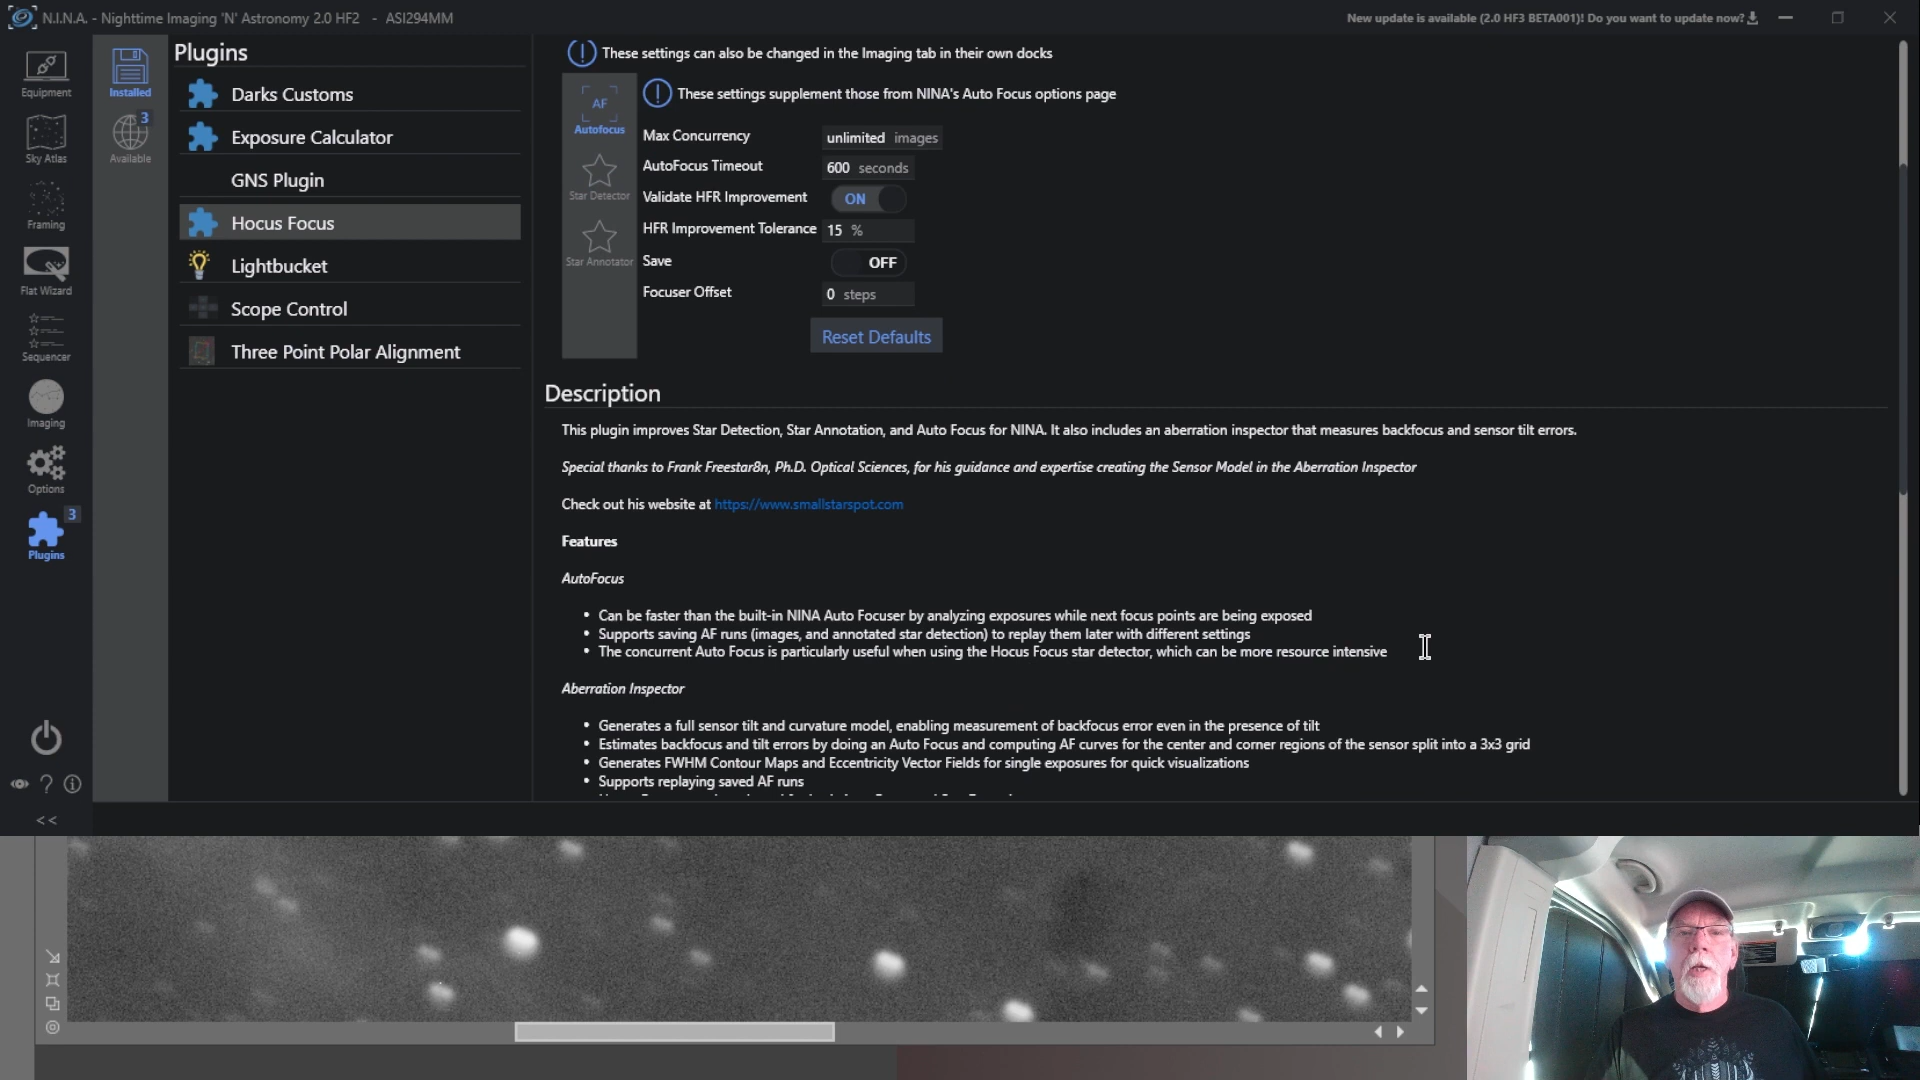 N.I.N.A. - Nighttime Imaging 'N' Astronomy 2.0 HF2 - ASI294MM
New update is available (2.0 HF3 BETA001)! Do you want to update now?
Equipment
Sky Atlas
Framing
Flat Wizard
Sequencer
Imaging
Options
3
Plugins
<<
Installed
3
Available
Plugins
Darks Customs
Exposure Calculator
GNS Plugin
Hocus Focus
Lightbucket
Scope Control
Three Point Polar Alignment
These settings can also be changed in the Imaging tab in their own docks
AF
Autofocus
Star Detector
Star Annotator
These settings supplement those from NINA's Auto Focus options page
Max Concurrency unlimited images
AutoFocus Timeout 600 seconds
Validate HFR Improvement ON
HFR Improvement Tolerance 15 %
Save OFF
Focuser Offset 0 steps
Reset Defaults
Description
This plugin improves Star Detection, Star Annotation, and Auto Focus for NINA. It also includes an aberration inspector that measures backfocus and sensor tilt errors.
Special thanks to Frank Freestar8n, Ph.D. Optical Sciences, for his guidance and expertise creating the Sensor Model in the Aberration Inspector
Check out his website at https://www.smallstarspot.com
Features
AutoFocus
• Can be faster than the built-in NINA Auto Focuser by analyzing exposures while next focus points are being exposed
• Supports saving AF runs (images, and annotated star detection) to replay them later with different settings
• The concurrent Auto Focus is particularly useful when using the Hocus Focus star detector, which can be more resource intensive
Aberration Inspector
• Generates a full sensor tilt and curvature model, enabling measurement of backfocus error even in the presence of tilt
• Estimates backfocus and tilt errors by doing an Auto Focus and computing AF curves for the center and corner regions of the sensor split into a 3x3 grid
• Generates FWHM Contour Maps and Eccentricity Vector Fields for single exposures for quick visualizations
• Supports replaying saved AF runs